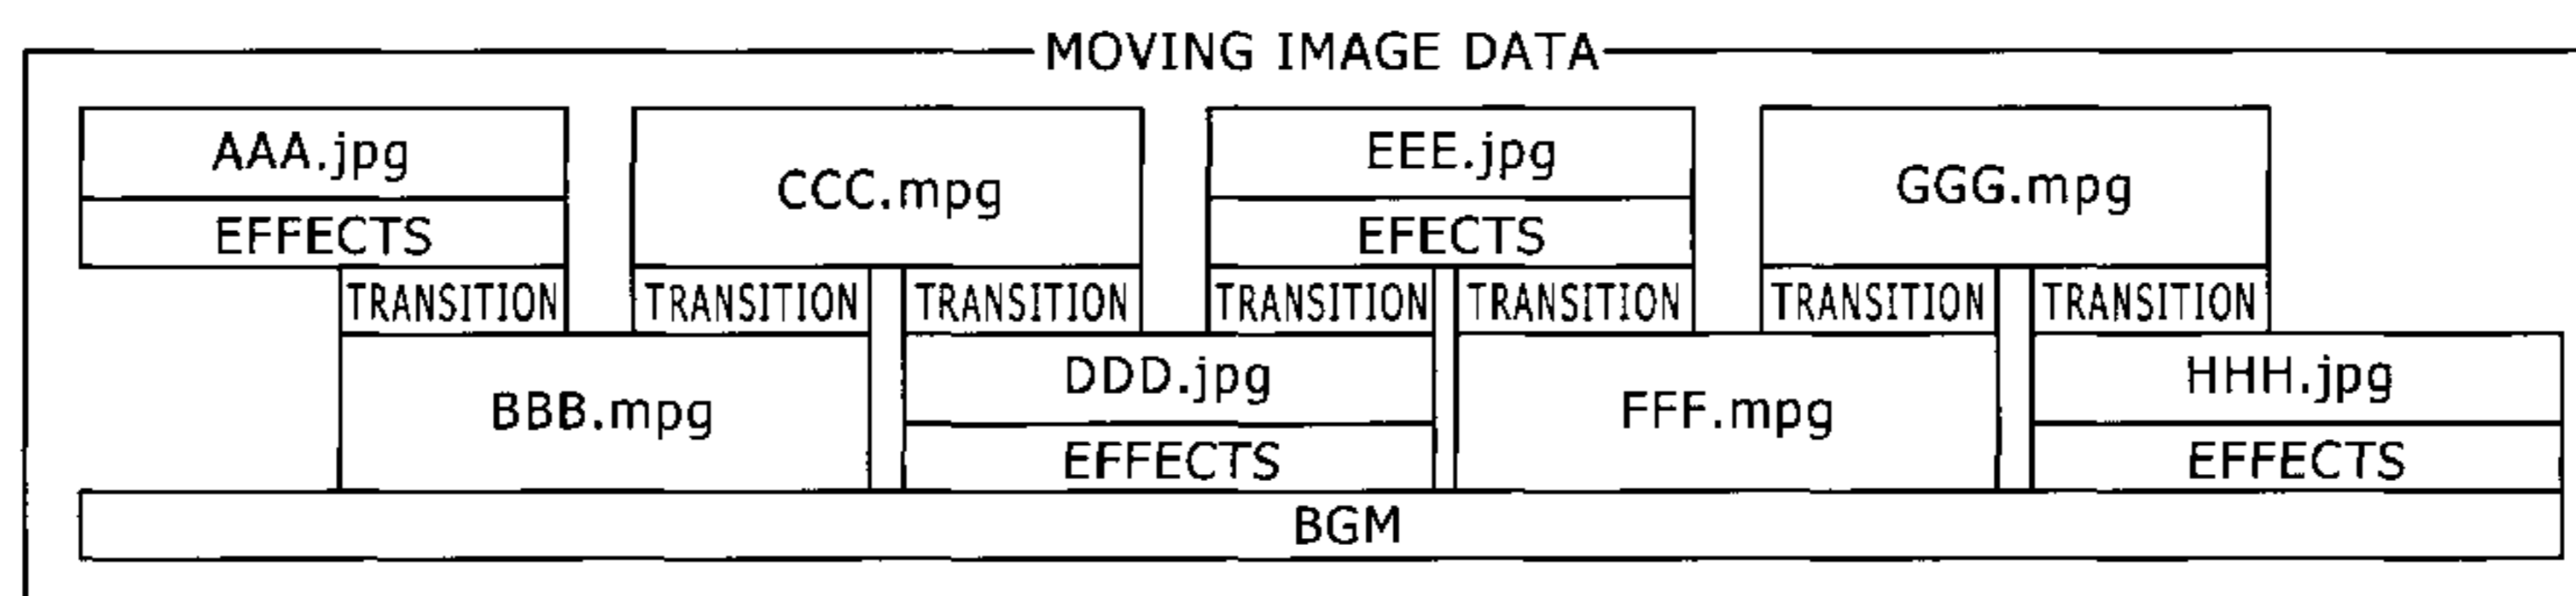 MOVING IMAGE DATA
AAA.jpg
EFFECTS
CCC.mpg
EEE.jpg
EFECTS
GGG.mpg
TRANSITION TRANSITION TRANSITION TRANSITION TRANSITION TRANSITION TRANSITION
BBB.mpg
DDD.jpg
EFFECTS
FFF.mpg
HHH.jpg
EFFECTS
BGM